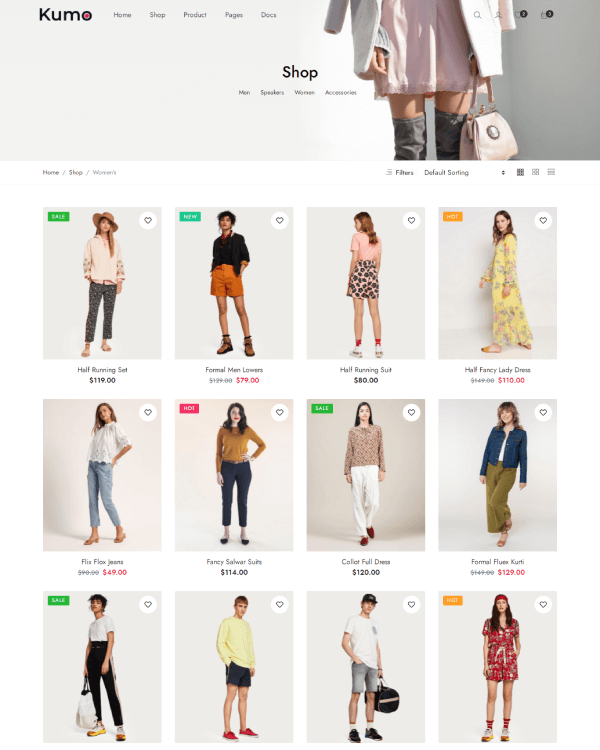 Kumo Home Shop Product Pages Docs 2 3
Shop
Men Speakers Women Accessories
Home / Shop / Women's Filters Default Sorting
SALE NEW HOT
Half Running Set Formal Men Lowers Half Running Suit Half Fancy Lady Dress
$119.00 $129.00 $79.00 $80.00 $149.00 $110.00
HOT SALE
Flix Flox Jeans Fancy Salwar Suits Collot Full Dress Formal Fluex Kurti
$90.00 $49.00 $114.00 $120.00 $149.00 $129.00
SALE HOT